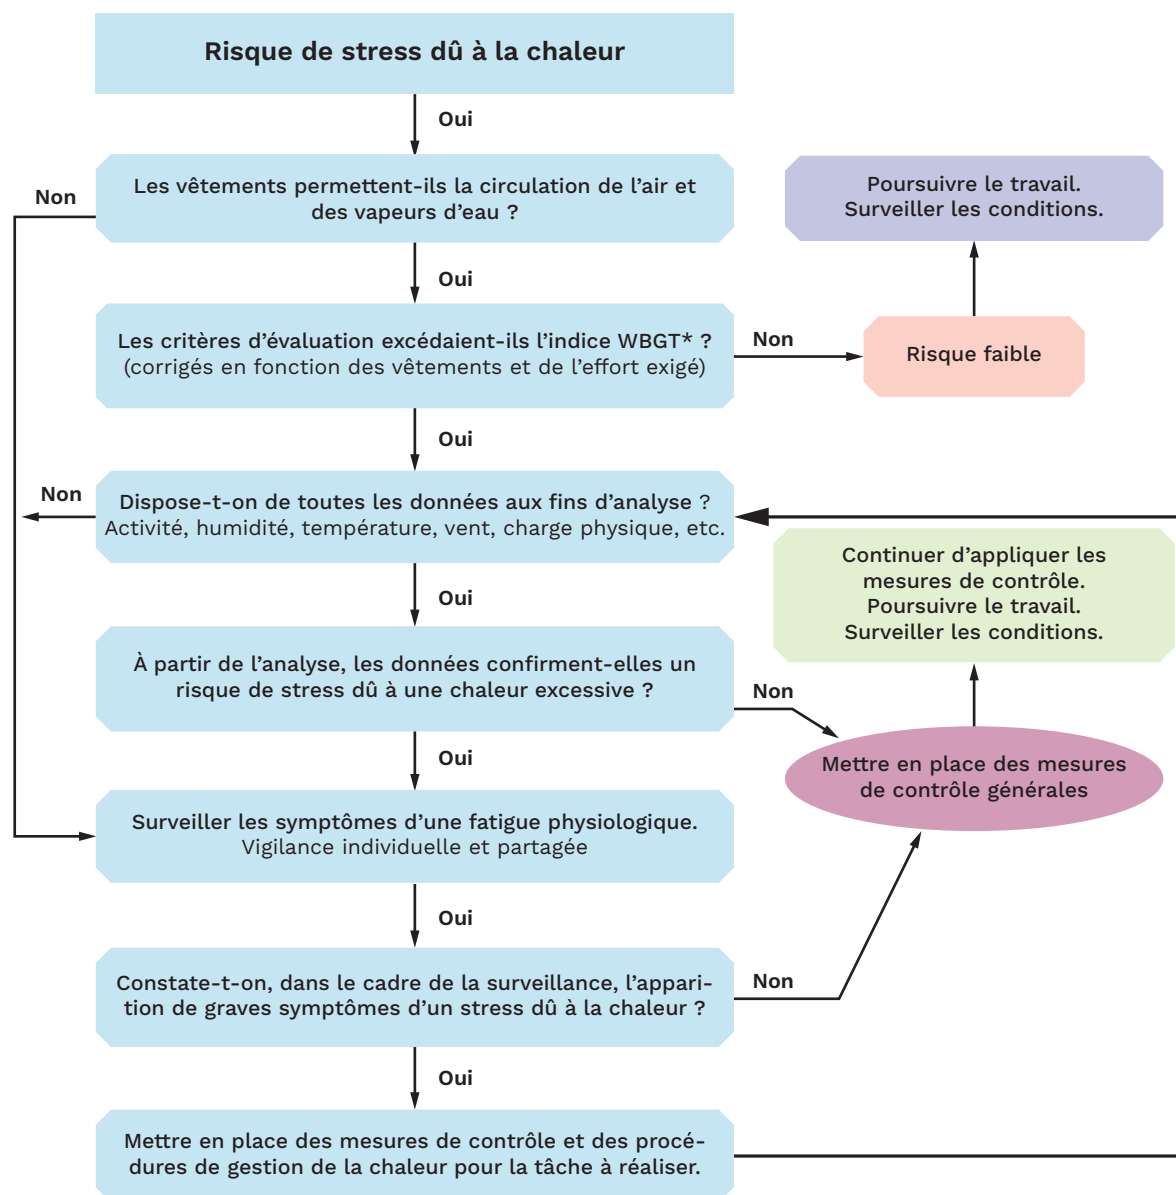 Risque de stress dû à la chaleur
Oui
Les vêtements permettent-ils la circulation de l’air et
des vapeurs d’eau ?
Non
Poursuivre le travail.
Surveiller les conditions.
Oui
Les critères d’évaluation excédaient-ils l’indice WBGT* ?
(corrigés en fonction des vêtements et de l’effort exigé)
Non
Risque faible
Oui
Non
Dispose-t-on de toutes les données aux fins d’analyse ?
Activité, humidité, température, vent, charge physique, etc.
Continuer d’appliquer les
mesures de contrôle.
Poursuivre le travail.
Surveiller les conditions.
Oui
À partir de l’analyse, les données confirment-elles un
risque de stress dû à une chaleur excessive ?
Non
Oui
Mettre en place des mesures
de contrôle générales
Surveiller les symptômes d’une fatigue physiologique.
Vigilance individuelle et partagée
Oui
Constate-t-on, dans le cadre de la surveillance, l’appari-
tion de graves symptômes d’un stress dû à la chaleur ?
Non
Oui
Mettre en place des mesures de contrôle et des procé-
dures de gestion de la chaleur pour la tâche à réaliser.